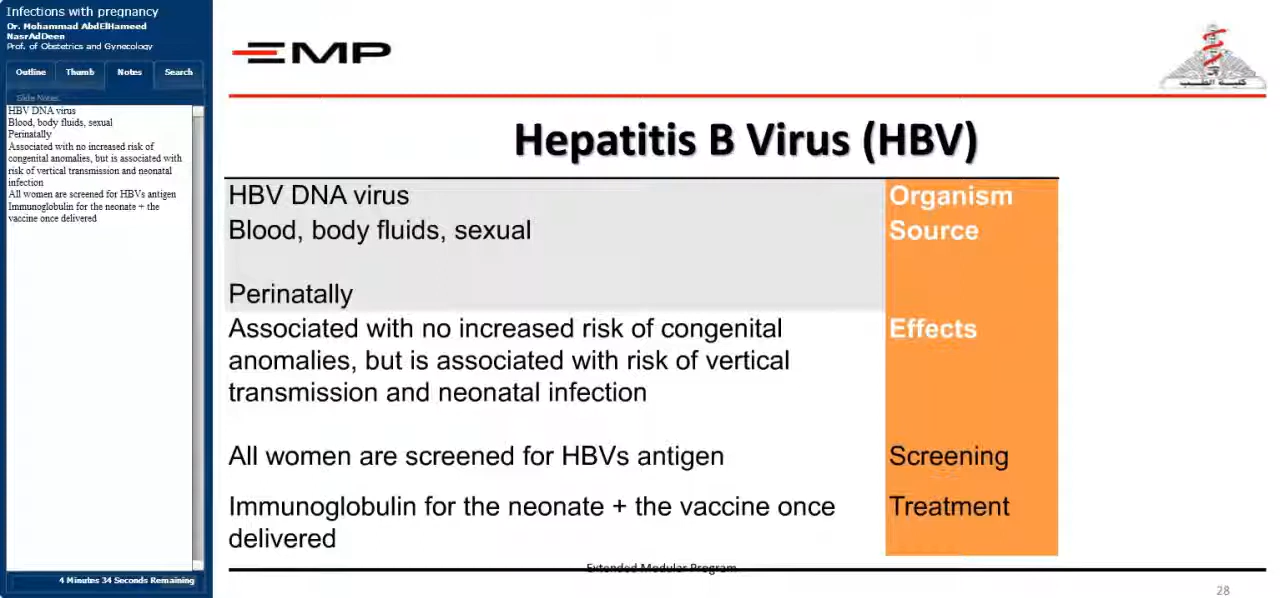 Infections with pregnancy
Dr. Mohammad AbdElHameed
NasrAdDeen
Prof. of Obstetrics and Gynecology
Outline Thumb Notes Search
Slide Notes
HBV DNA virus
Blood, body fluids, sexual
Perinatally
Associated with no increased risk of
congenital anomalies, but is associated with
risk of vertical transmission and neonatal
infection
All women are screened for HBVs antigen
Immunoglobulin for the neonate + the
vaccine once delivered
4 Minutes 34 Seconds Remaining
EMP
كلية الطب
Hepatitis B Virus (HBV)
HBV DNA virus Organism
Blood, body fluids, sexual Source
Perinatally
Associated with no increased risk of congenital Effects
anomalies, but is associated with risk of vertical
transmission and neonatal infection
All women are screened for HBVs antigen Screening
Immunoglobulin for the neonate + the vaccine once Treatment
delivered
Extended Modular Program
28